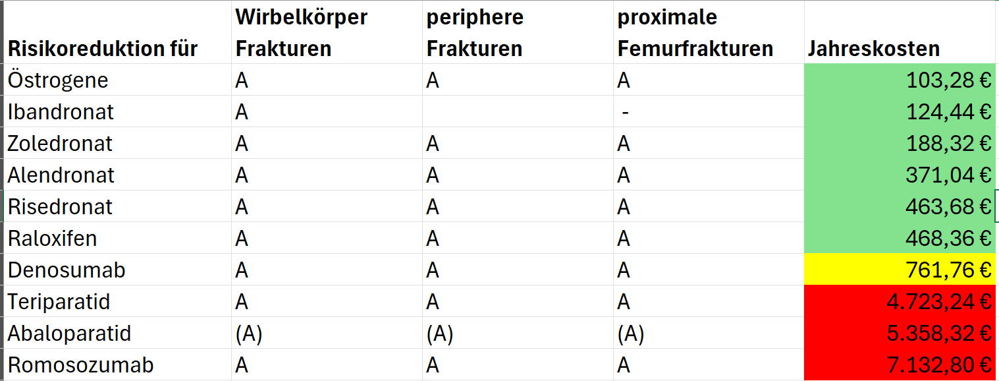 Risikoreduktion für Wirbelkörper Frakturen periphere Frakturen proximale Femurfrakturen Jahreskosten
Östrogene A A A 103,28 €
Ibandronat A - 124,44 €
Zoledronat A A A 188,32 €
Alendronat A A A 371,04 €
Risedronat A A A 463,68 €
Raloxifen A A A 468,36 €
Denosumab A A A 761,76 €
Teriparatid A A A 4.723,24 €
Abaloparatid (A) (A) (A) 5.358,32 €
Romosozumab A A A 7.132,80 €